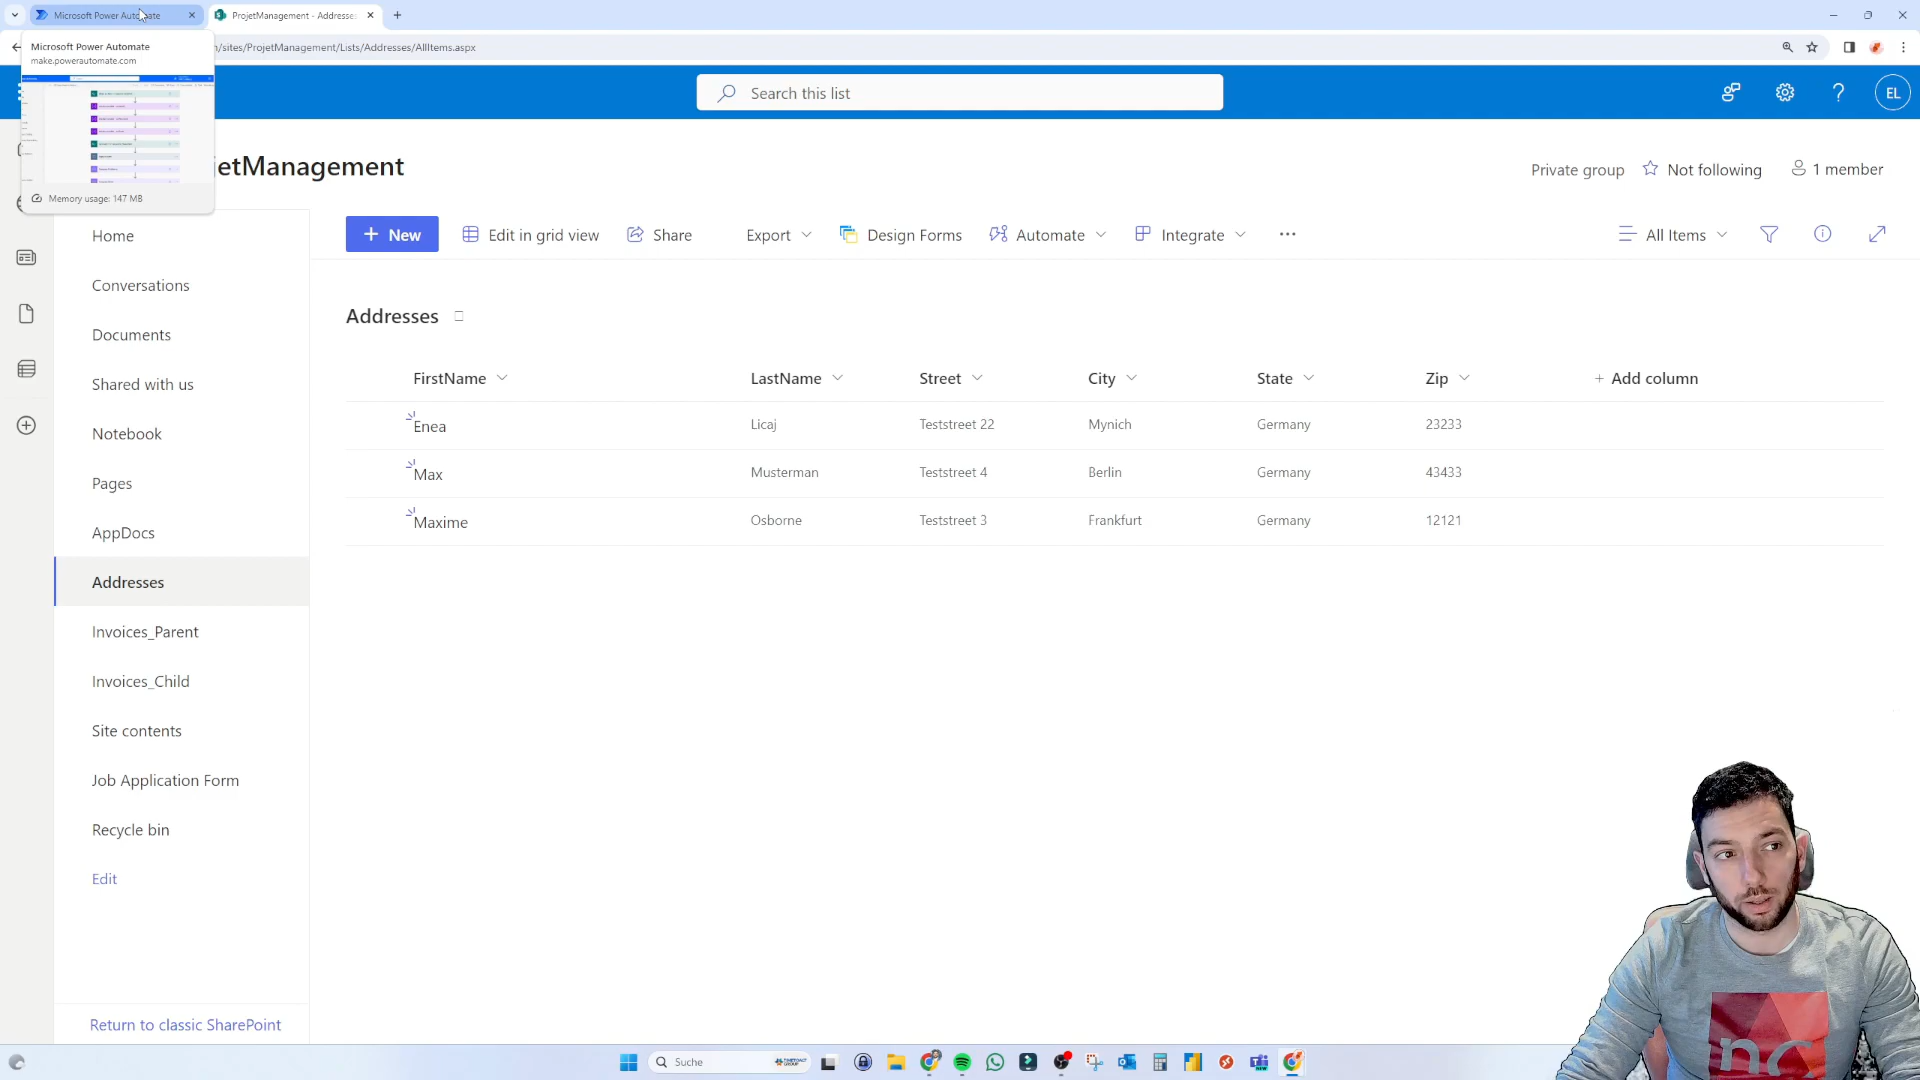 Microsoft Power Automate
ProjetManagement - Addresses
Microsoft Power Automate
make.powerautomate.com
/sites/ProjetManagement/Lists/Addresses/AllItems.aspx
Memory usage: 147 MB
Search this list
EL
jetManagement
Private group
Not following
1 member
+ New
Edit in grid view
Share
Export
Design Forms
Automate
Integrate
All Items
Home
Conversations
Documents
Shared with us
Notebook
Pages
AppDocs
Addresses
Invoices_Parent
Invoices_Child
Site contents
Job Application Form
Recycle bin
Edit
Return to classic SharePoint
Addresses
FirstName LastName Street City State Zip + Add column
Enea Licaj Teststreet 22 Mynich Germany 23233
Max Musterman Teststreet 4 Berlin Germany 43433
Maxime Osborne Teststreet 3 Frankfurt Germany 12121
Suche